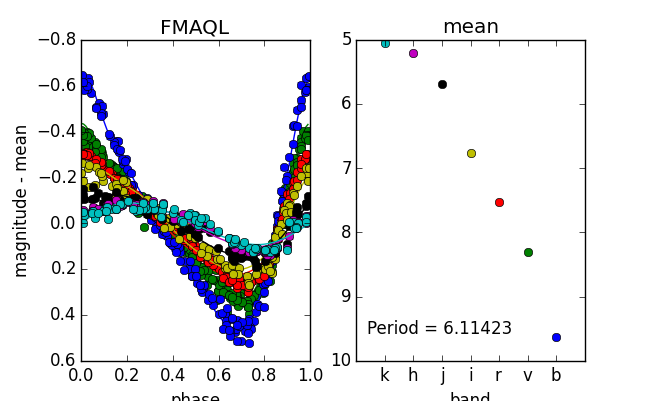 FMAQL
mean
magnitude - mean
−0.8
−0.6
−0.4
−0.2
0.0
0.2
0.4
0.6
0.0 0.2 0.4 0.6 0.8 1.0
phase
5
6
7
8
9
10
Period = 6.11423
k h j i r v b
band